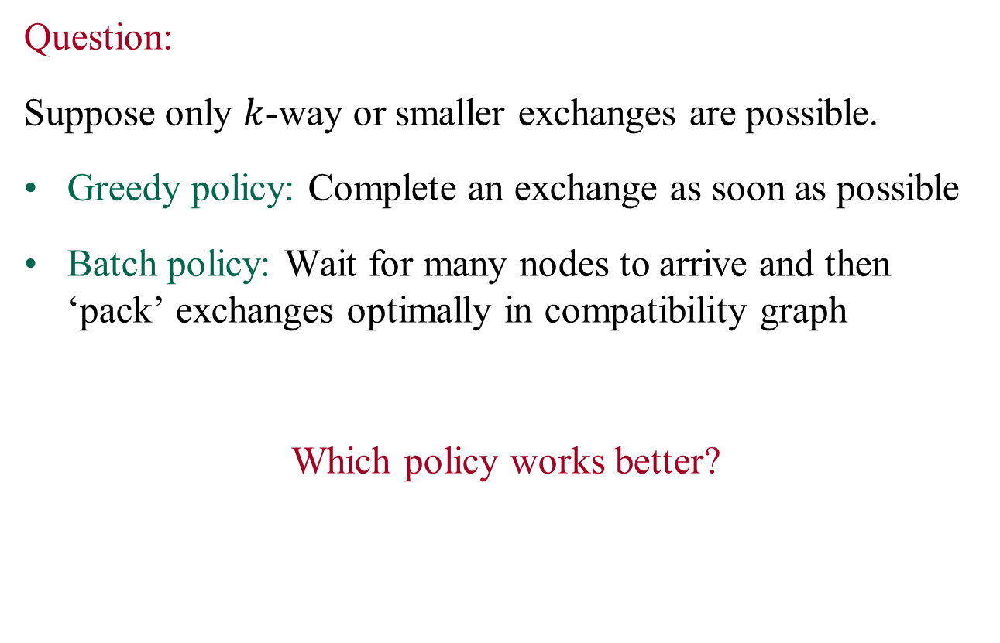 Question:
Suppose only k-way or smaller exchanges are possible.
• Greedy policy: Complete an exchange as soon as possible
• Batch policy: Wait for many nodes to arrive and then
‘pack’ exchanges optimally in compatibility graph
Which policy works better?